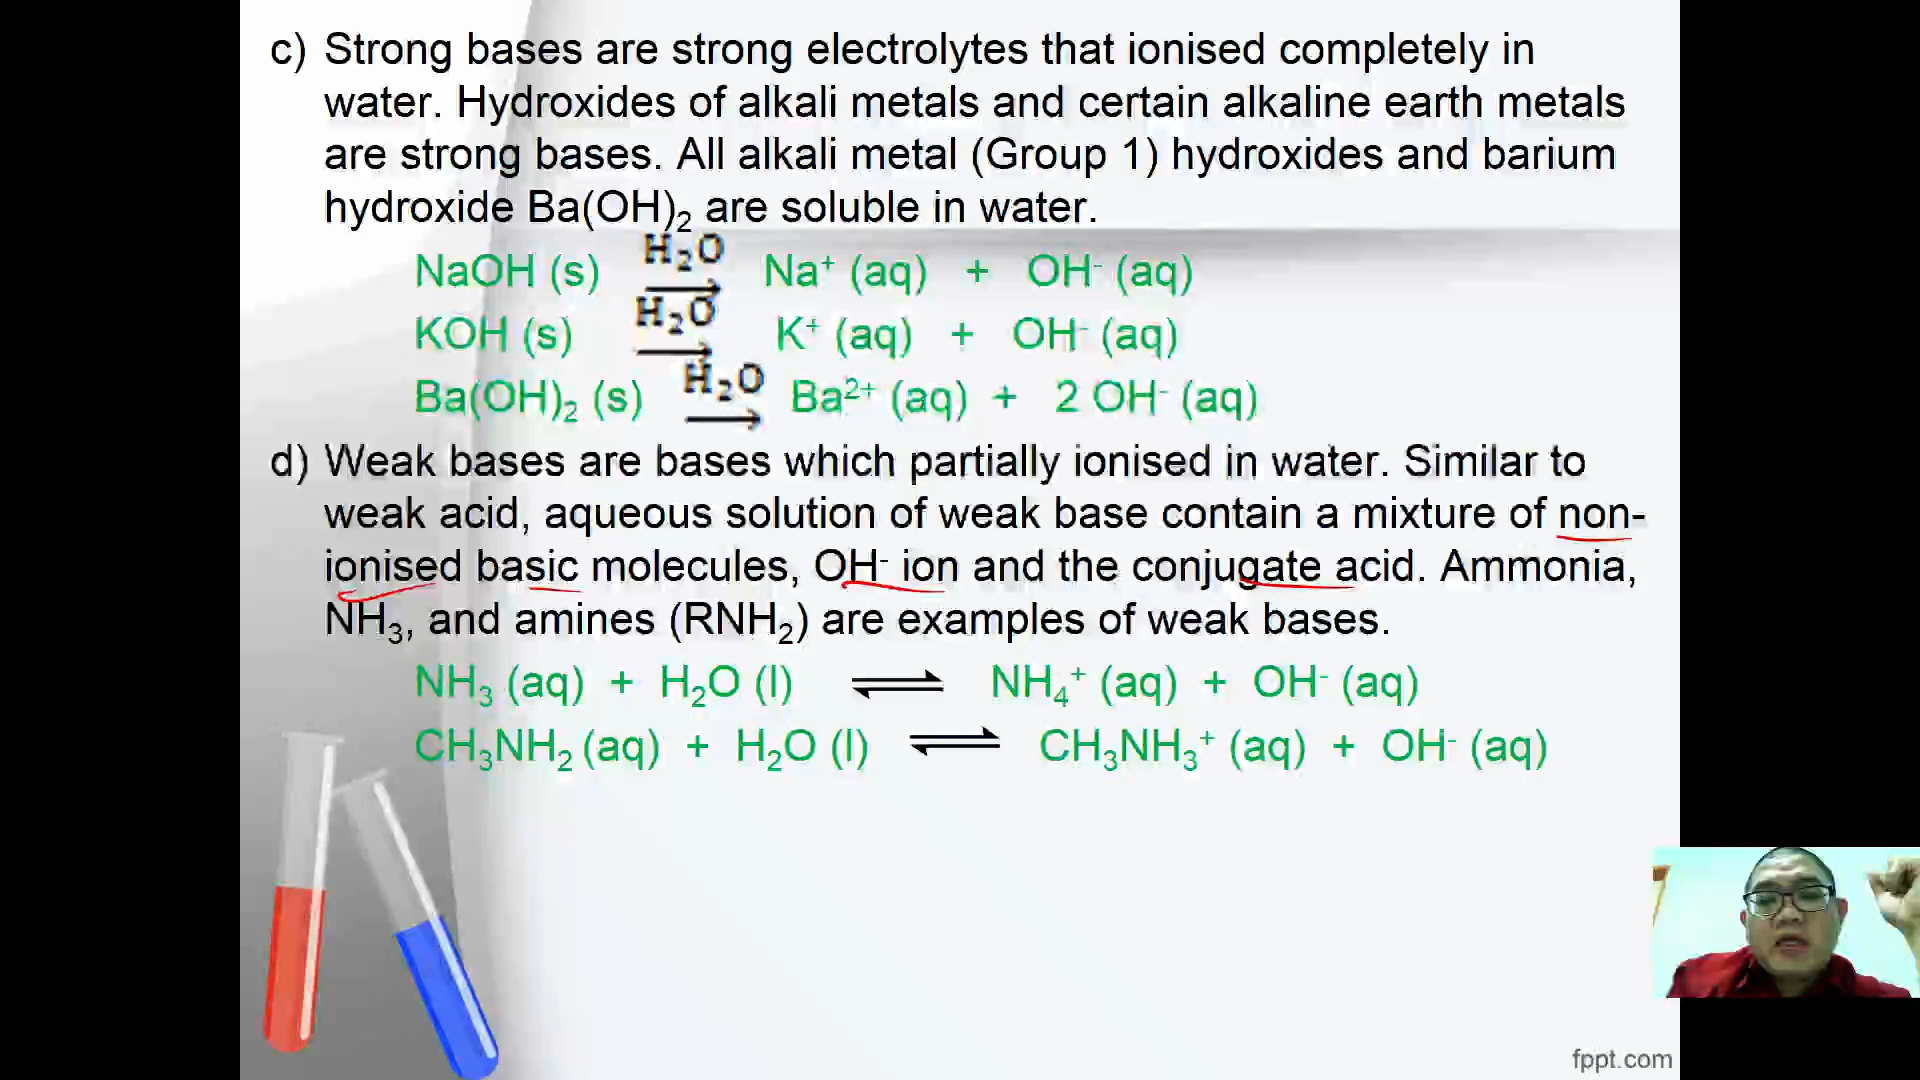 c) Strong bases are strong electrolytes that ionised completely in
water. Hydroxides of alkali metals and certain alkaline earth metals
are strong bases. All alkali metal (Group 1) hydroxides and barium
hydroxide Ba(OH)₂ are soluble in water.
NaOH (s) H₂O → Na⁺ (aq) + OH⁻ (aq)
KOH (s) H₂O → K⁺ (aq) + OH⁻ (aq)
Ba(OH)₂ (s) H₂O → Ba²⁺ (aq) + 2 OH⁻ (aq)
d) Weak bases are bases which partially ionised in water. Similar to
weak acid, aqueous solution of weak base contain a mixture of non-
ionised basic molecules, OH⁻ ion and the conjugate acid. Ammonia,
NH₃, and amines (RNH₂) are examples of weak bases.
NH₃ (aq) + H₂O (l) ⇌ NH₄⁺ (aq) + OH⁻ (aq)
CH₃NH₂ (aq) + H₂O (l) ⇌ CH₃NH₃⁺ (aq) + OH⁻ (aq)
fppt.com